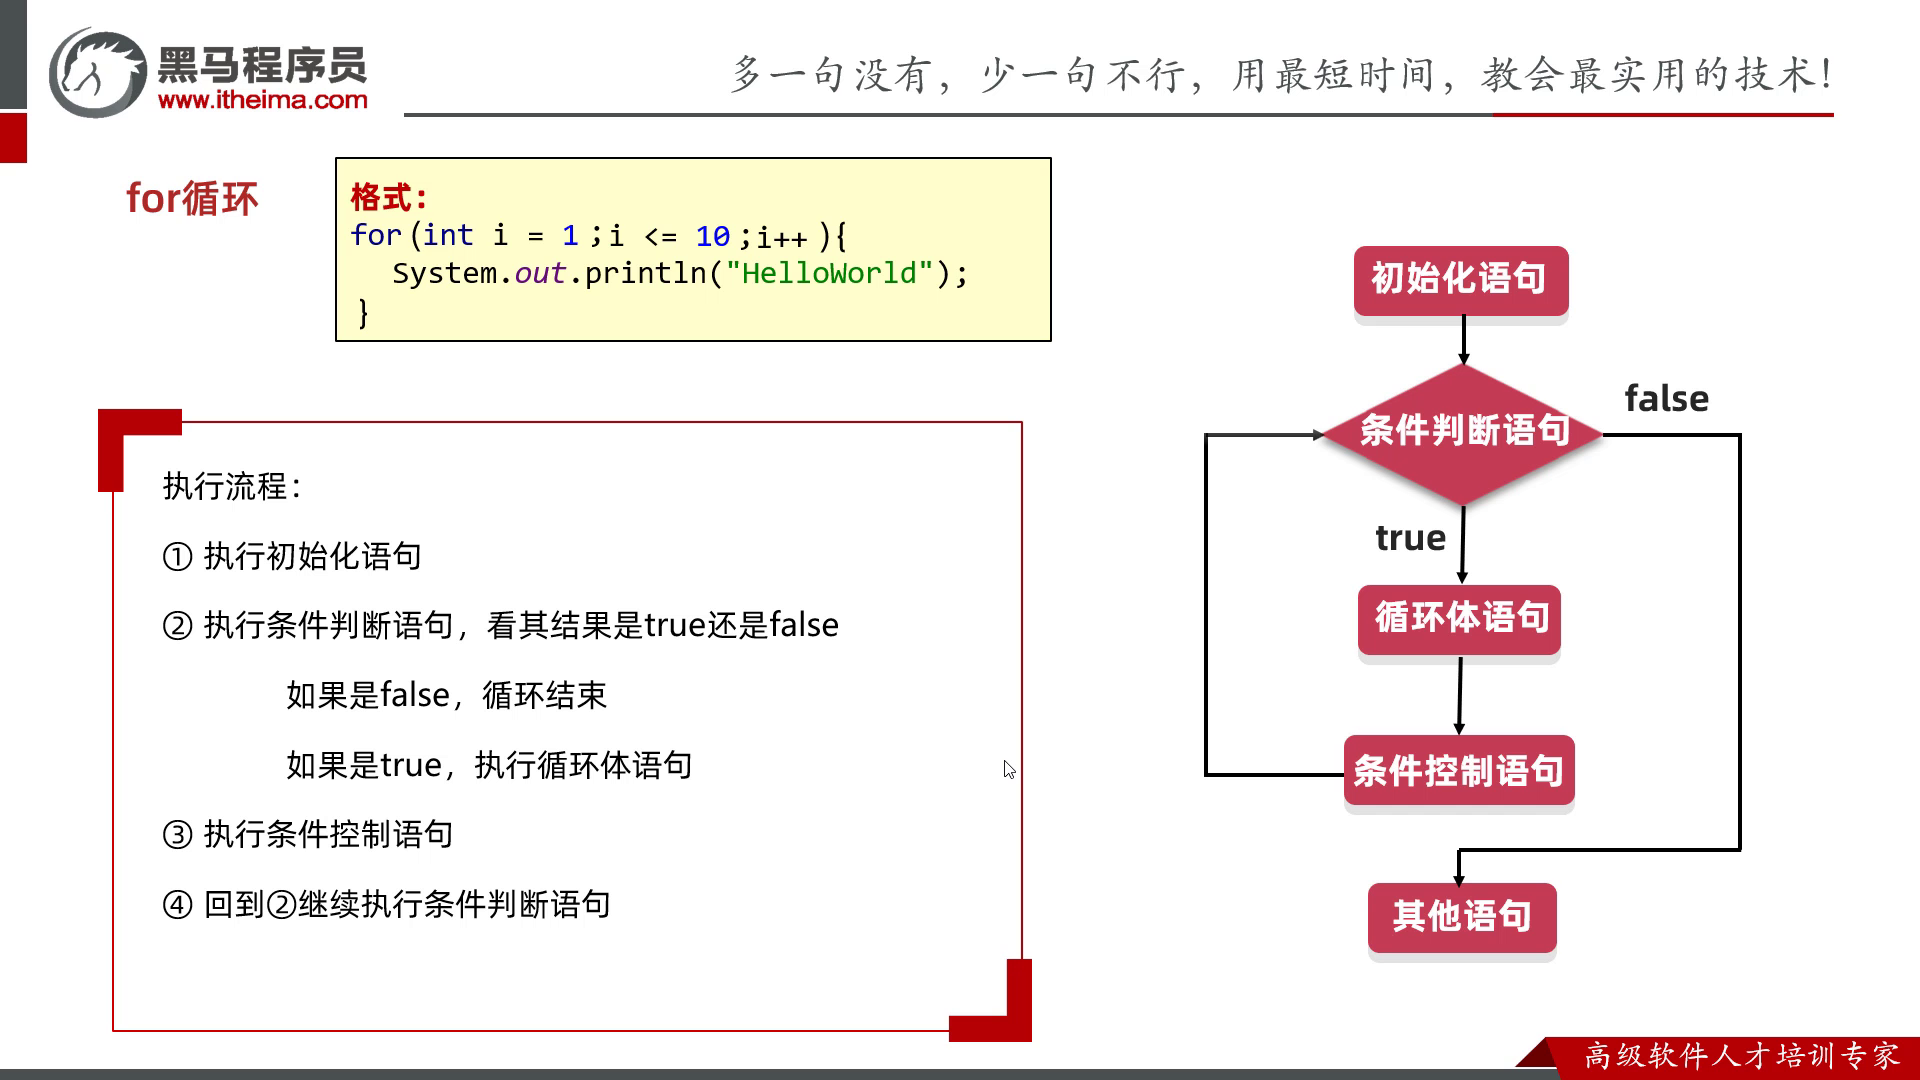 黑马程序员
www.itheima.com
多一句没有，少一句不行，用最短时间，教会最实用的技术！
for循环
格式：
for(int i = 1;i <= 10;i++ ){
System.out.println("HelloWorld");
}
执行流程：
① 执行初始化语句
② 执行条件判断语句，看其结果是true还是false
如果是false，循环结束
如果是true，执行循环体语句
③ 执行条件控制语句
④ 回到②继续执行条件判断语句
初始化语句
条件判断语句
false
true
循环体语句
条件控制语句
其他语句
高级软件人才培训专家